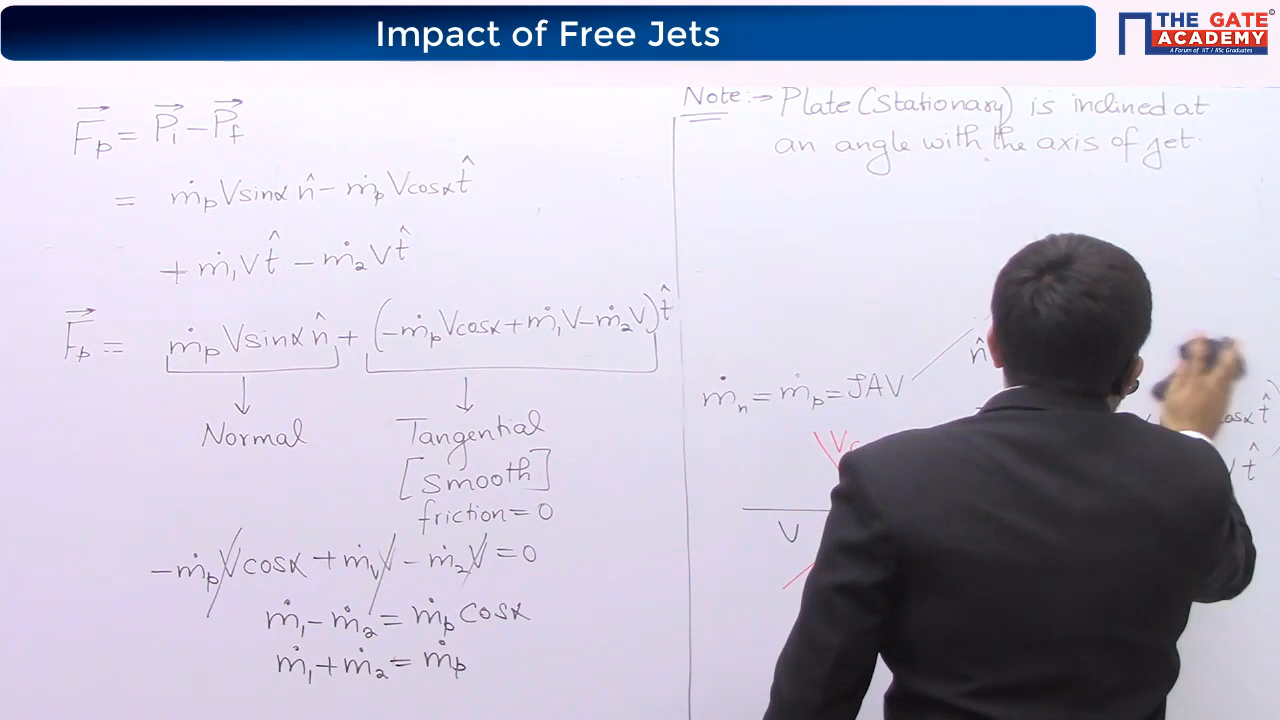 Impact of Free Jets
THE GATE ACADEMY
A Forum of IIT / IISc Graduates
F⃗p = P⃗i − P⃗f
= ṁp V sinα n̂ − ṁp V cosα t̂
+ ṁ1 V t̂ − ṁ2 V t̂
F⃗p = ṁp V sinα n̂ + (−ṁp V cosα + ṁ1 V − ṁ2 V) t̂
Normal
Tangential
[Smooth]
friction = 0
−ṁp V cosα + ṁ1 V − ṁ2 V = 0
ṁ1 − ṁ2 = ṁp cosα
ṁ1 + ṁ2 = ṁp
Note :→ Plate (Stationary) is inclined at
an angle with the axis of jet.
n̂
ṁn = ṁp = ρAV
t̂
V t̂
V